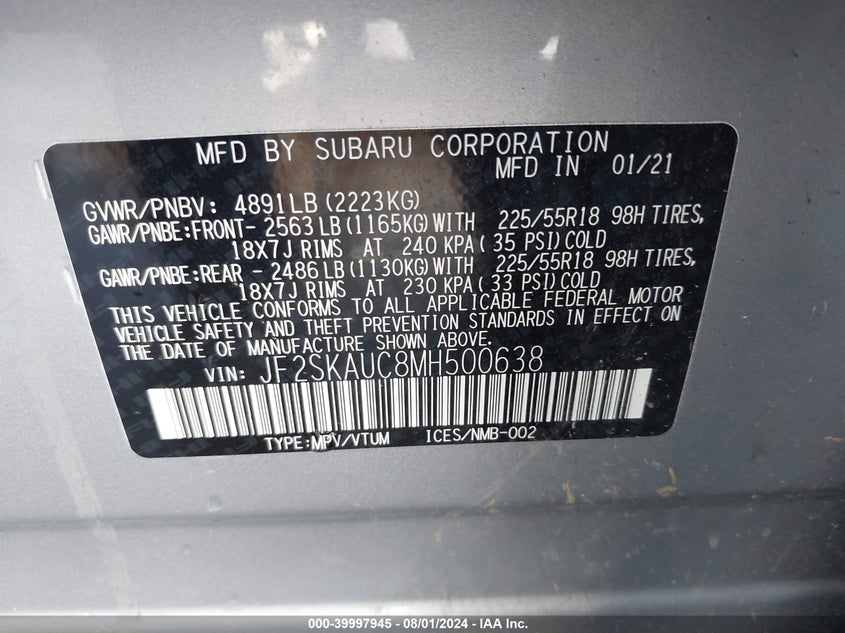 MFD BY SUBARU CORPORATION
MFD IN 01/21
GVWR/PNBV: 4891LB (2223KG)
GAWR/PNBE:FRONT- 2563LB (1165KG)WITH 225/55R18 98H TIRES,
18X7J RIMS AT 240 KPA( 35 PSI)COLD
GAWR/PNBE:REAR - 2486LB (1130KG)WITH 225/55R18 98H TIRES,
18X7J RIMS AT 230 KPA( 33 PSI)COLD
THIS VEHICLE CONFORMS TO ALL APPLICABLE FEDERAL MOTOR
VEHICLE SAFETY AND THEFT PREVENTION STANDARDS IN EFFECT ON
THE DATE OF MANUFACTURE SHOWN ABOVE.
VIN: JF2SKAUC8MH500638
TYPE:MPV/VTUM ICES/NMB-002
000-39997945 - 08/01/2024 - IAA Inc.